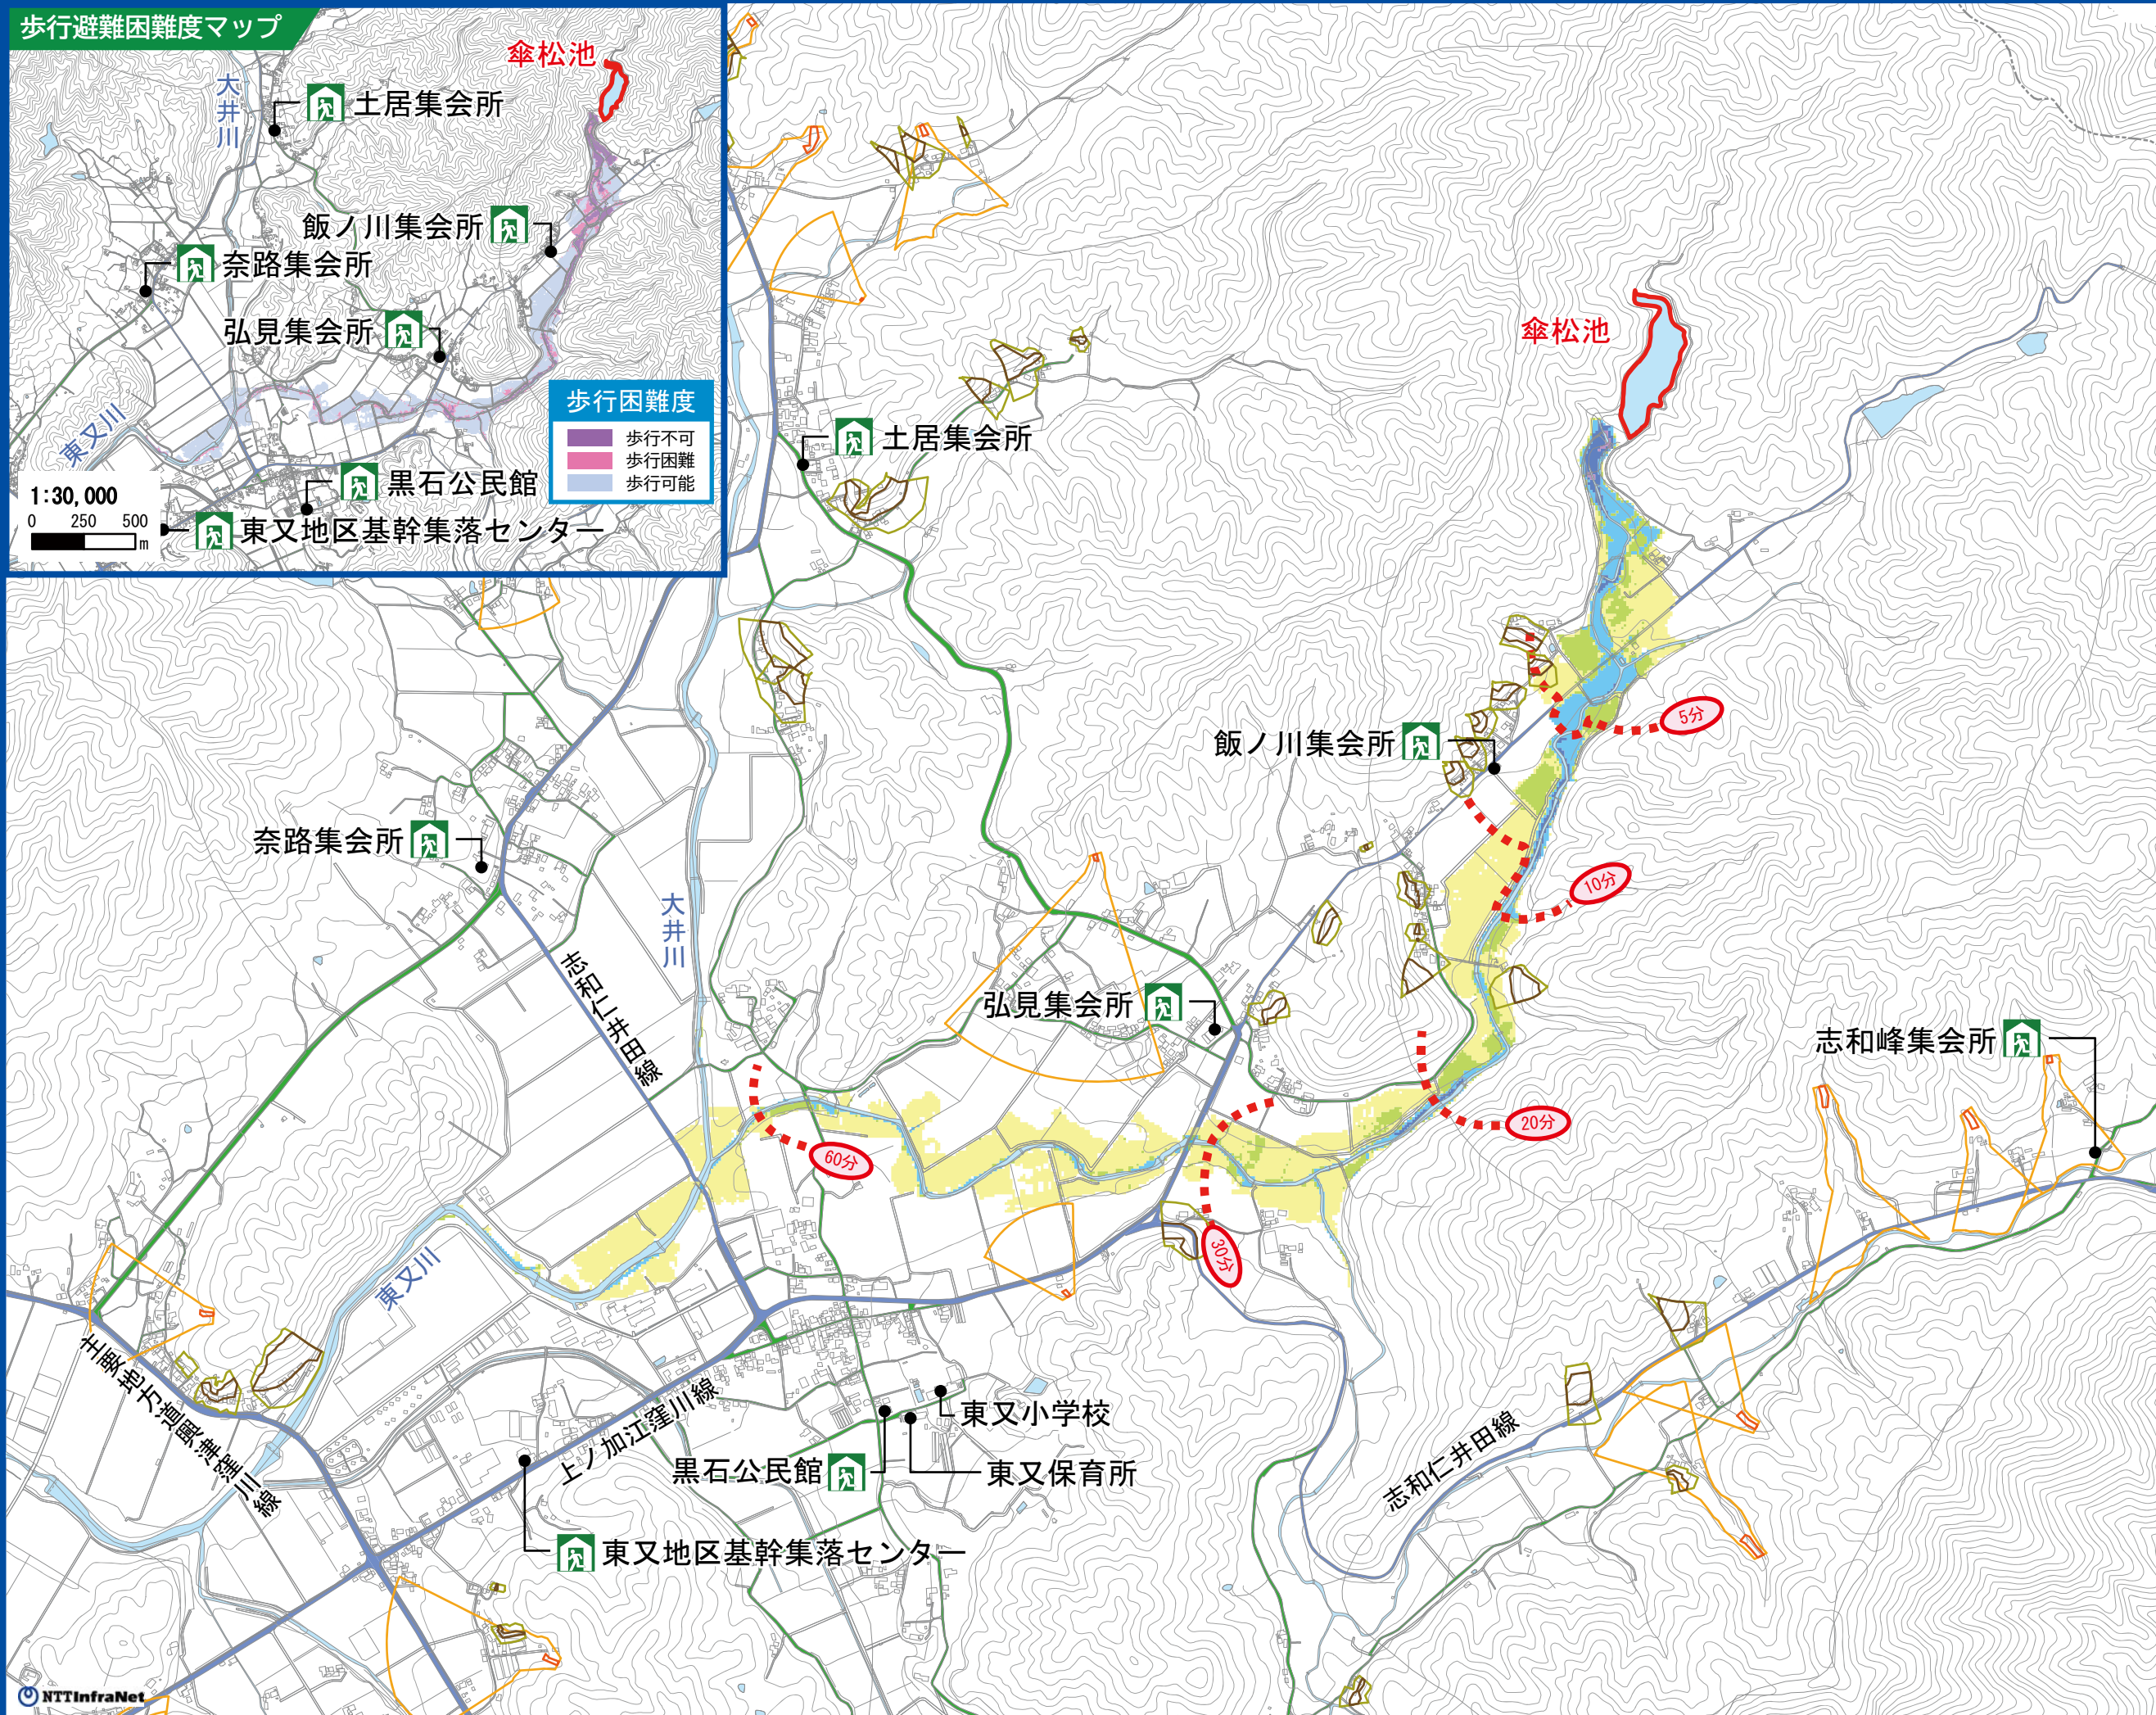 歩行避難困難度マップ
傘松池
大井川
土居集会所
飯ノ川集会所
奈路集会所
弘見集会所
東又川
歩行困難度
歩行不可
歩行困難
歩行可能
黒石公民館
東又地区基幹集落センター
1:30,000
0 250 500
m
傘松池
土居集会所
5分
飯ノ川集会所
奈路集会所
10分
大井川
志和仁井田線
弘見集会所
志和峰集会所
20分
60分
30分
東又川
主要地方道興津窪川線
上ノ加江窪川線
東又小学校
黒石公民館
東又保育所
志和仁井田線
東又地区基幹集落センター
NTTInfraNet